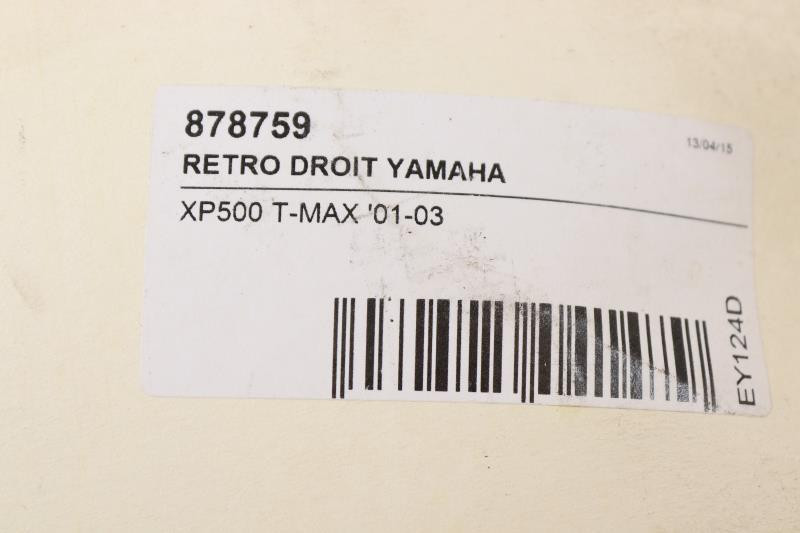 878759
13/04/15
RETRO DROIT YAMAHA
XP500 T-MAX '01-03
EY124D